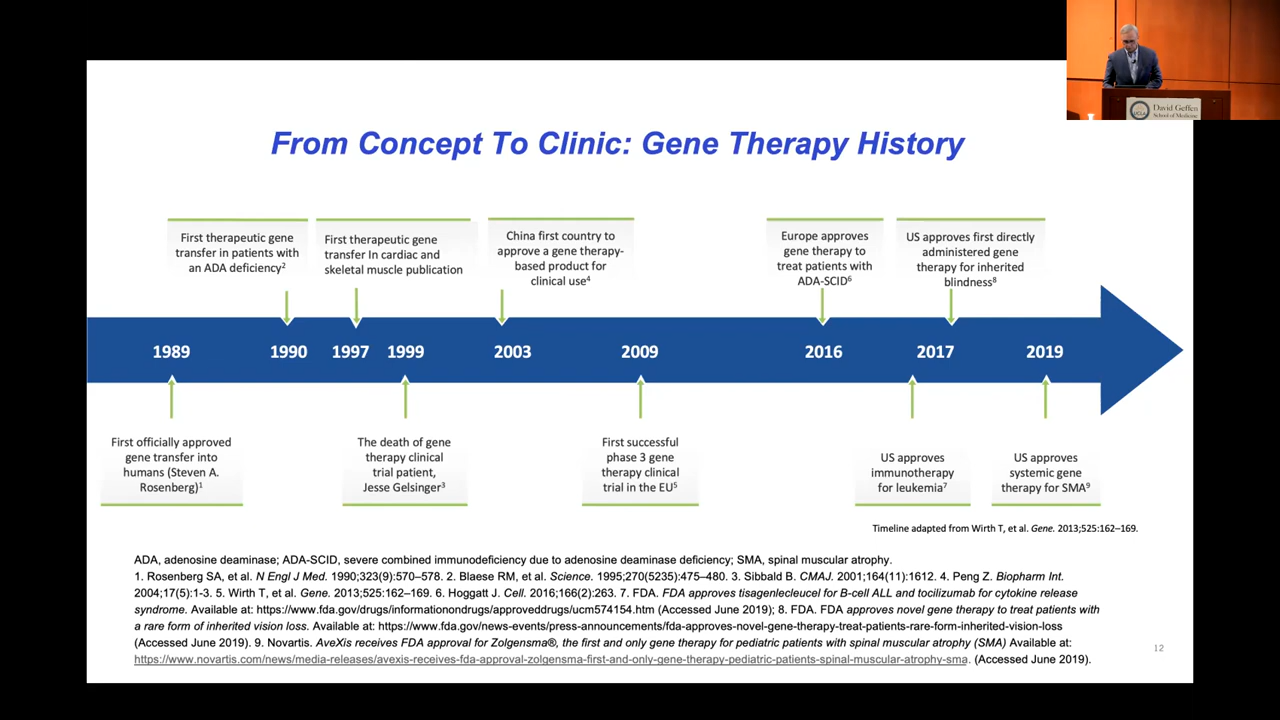 David Geffen
School of Medicine
UCLA
From Concept To Clinic: Gene Therapy History
First therapeutic gene
transfer in patients with
an ADA deficiency2
First therapeutic gene
transfer In cardiac and
skeletal muscle publication
China first country to
approve a gene therapy-
based product for
clinical use4
Europe approves
gene therapy to
treat patients with
ADA-SCID6
US approves first directly
administered gene
therapy for inherited
blindness8
1989 1990 1997 1999 2003 2009 2016 2017 2019
First officially approved
gene transfer into
humans (Steven A.
Rosenberg)1
The death of gene
therapy clinical
trial patient,
Jesse Gelsinger3
First successful
phase 3 gene
therapy clinical
trial in the EU5
US approves
immunotherapy
for leukemia7
US approves
systemic gene
therapy for SMA9
Timeline adapted from Wirth T, et al. Gene. 2013;525:162–169.
ADA, adenosine deaminase; ADA-SCID, severe combined immunodeficiency due to adenosine deaminase deficiency; SMA, spinal muscular atrophy.
1. Rosenberg SA, et al. N Engl J Med. 1990;323(9):570–578. 2. Blaese RM, et al. Science. 1995;270(5235):475–480. 3. Sibbald B. CMAJ. 2001;164(11):1612. 4. Peng Z. Biopharm Int.
2004;17(5):1-3. 5. Wirth T, et al. Gene. 2013;525:162–169. 6. Hoggatt J. Cell. 2016;166(2):263. 7. FDA. FDA approves tisagenlecleucel for B-cell ALL and tocilizumab for cytokine release
syndrome. Available at: https://www.fda.gov/drugs/informationondrugs/approveddrugs/ucm574154.htm (Accessed June 2019); 8. FDA. FDA approves novel gene therapy to treat patients with
a rare form of inherited vision loss. Available at: https://www.fda.gov/news-events/press-announcements/fda-approves-novel-gene-therapy-treat-patients-rare-form-inherited-vision-loss
(Accessed June 2019). 9. Novartis. AveXis receives FDA approval for Zolgensma®, the first and only gene therapy for pediatric patients with spinal muscular atrophy (SMA) Available at:
https://www.novartis.com/news/media-releases/avexis-receives-fda-approval-zolgensma-first-and-only-gene-therapy-pediatric-patients-spinal-muscular-atrophy-sma. (Accessed June 2019).
12